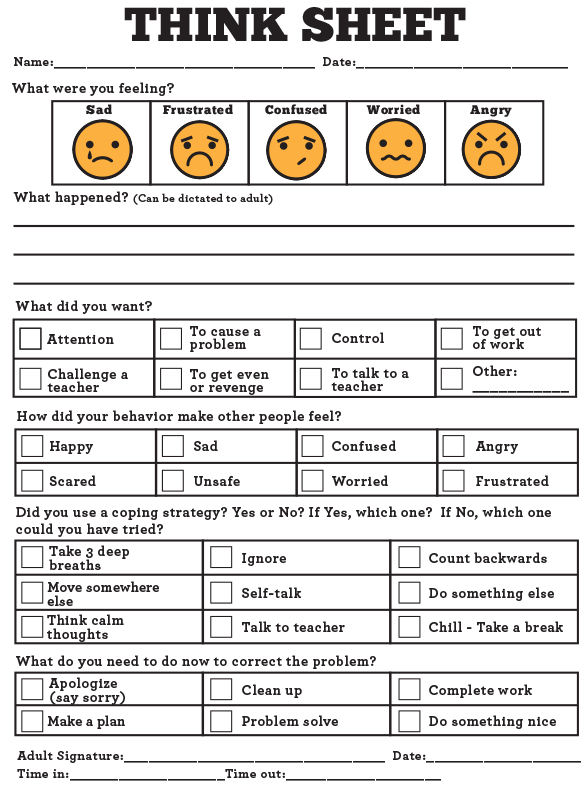 THINK SHEET
Name:________________________________ Date:__________________________
What were you feeling?
Sad Frustrated Confused Worried Angry
What happened? (Can be dictated to adult)
What did you want?
Attention
To cause a
problem
Control
To get out
of work
Challenge a
teacher
To get even
or revenge
To talk to a
teacher
Other:
___________
How did your behavior make other people feel?
Happy Sad Confused Angry
Scared Unsafe Worried Frustrated
Did you use a coping strategy? Yes or No? If Yes, which one? If No, which one
could you have tried?
Take 3 deep
breaths
Ignore
Count backwards
Move somewhere
else
Self-talk
Do something else
Think calm
thoughts
Talk to teacher
Chill - Take a break
What do you need to do now to correct the problem?
Apologize
(say sorry)
Clean up
Complete work
Make a plan Problem solve Do something nice
Adult Signature:________________________________ Date:___________________
Time in:___________________Time out:___________________